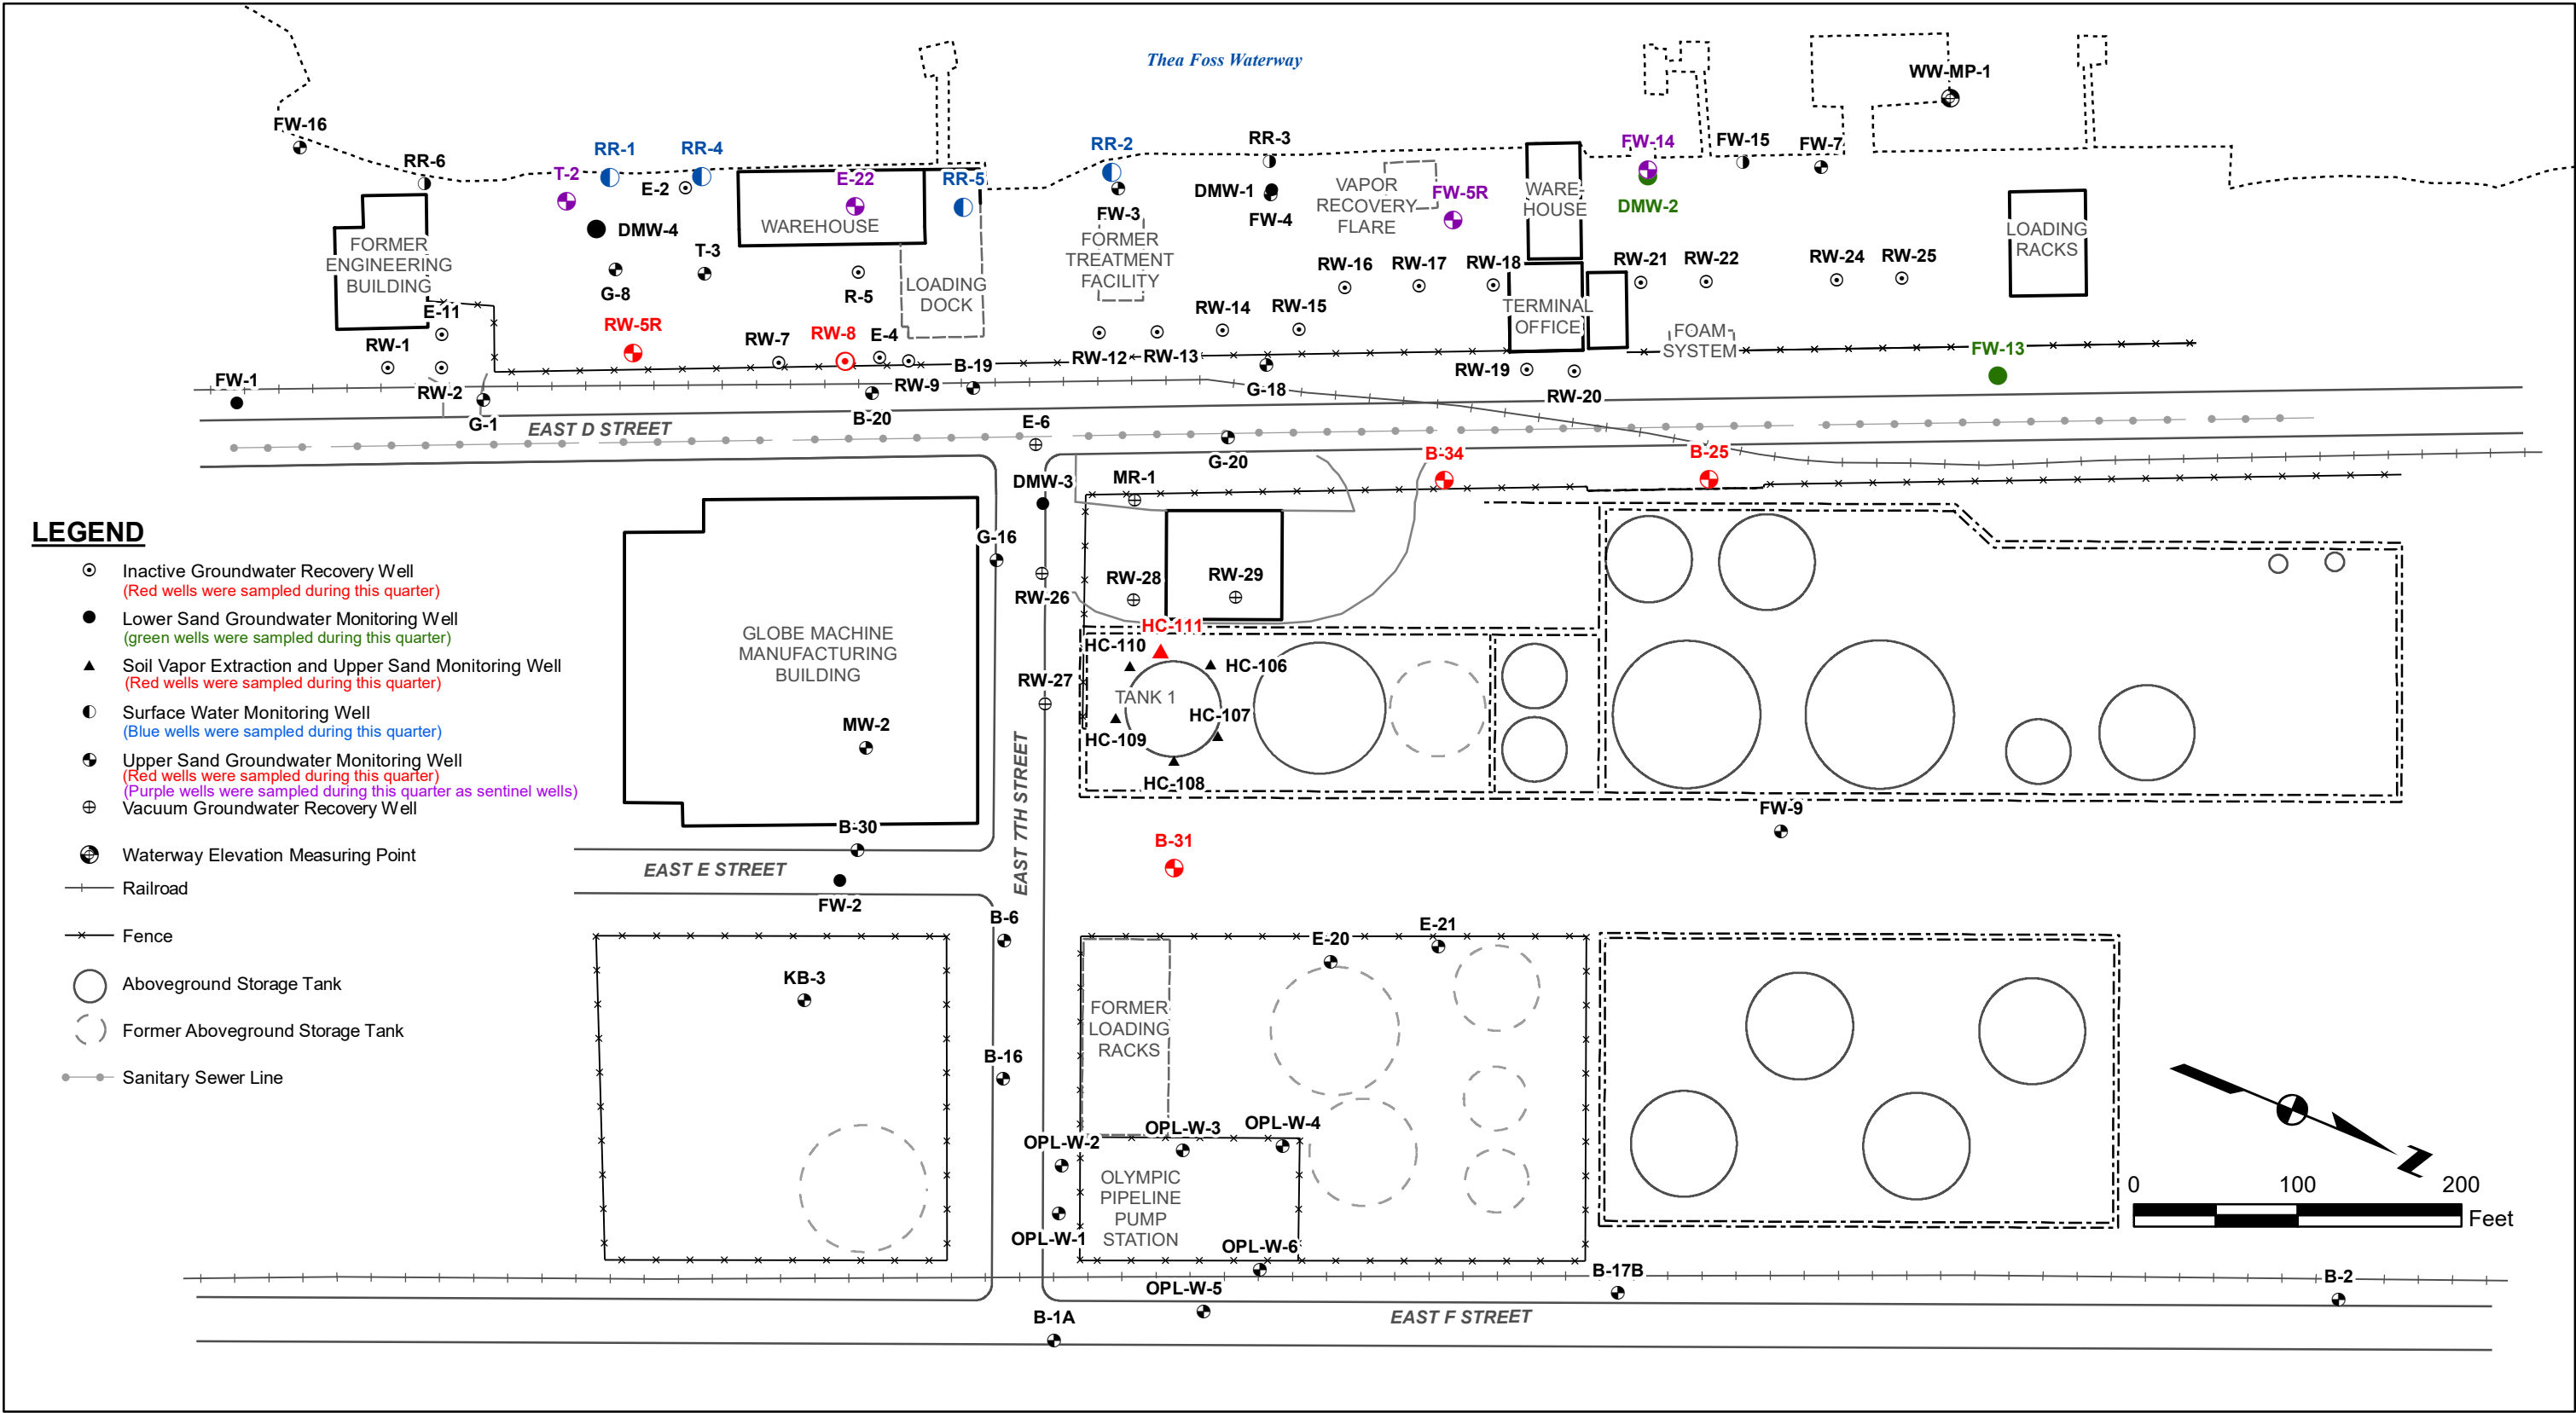 Thea Foss Waterway
WW-MP-1
FW-16
RR-6
T-2
RR-1
RR-4
E-2
E-22
RR-5
RR-2
RR-3
FW-14
FW-15
FW-7
DMW-4
T-3
G-8
WAREHOUSE
R-5
LOADING
DOCK
FW-3
FORMER
TREATMENT
FACILITY
DMW-1
FW-4
VAPOR
RECOVERY
FLARE
FW-5R
WARE-
HOUSE
DMW-2
LOADING
RACKS
FORMER
ENGINEERING
BUILDING
E-11
RW-1
RW-2
FW-1
G-1
RW-5R
RW-7
RW-8
E-4
RW-9
B-19
B-20
RW-12
RW-13
RW-14
RW-15
RW-16
RW-17
RW-18
TERMINAL
OFFICE
RW-21
RW-22
RW-24
RW-25
FOAM
SYSTEM
FW-13
G-18
RW-19
RW-20
EAST D STREET
E-6
G-20
B-34
B-25
DMW-3
MR-1
G-16
RW-26
RW-28
RW-29
HC-111
HC-110
HC-106
RW-27
TANK 1
HC-107
HC-109
HC-108
GLOBE MACHINE
MANUFACTURING
BUILDING
MW-2
EAST 7TH STREET
FW-9
B-30
EAST E STREET
FW-2
B-31
B-6
E-20
E-21
KB-3
FORMER
LOADING
RACKS
B-16
OPL-W-2
OPL-W-3
OPL-W-4
OLYMPIC
PIPELINE
PUMP
STATION
OPL-W-1
OPL-W-6
OPL-W-5
B-17B
B-2
B-1A
EAST F STREET
LEGEND
Inactive Groundwater Recovery Well
(Red wells were sampled during this quarter)
Lower Sand Groundwater Monitoring Well
(green wells were sampled during this quarter)
Soil Vapor Extraction and Upper Sand Monitoring Well
(Red wells were sampled during this quarter)
Surface Water Monitoring Well
(Blue wells were sampled during this quarter)
Upper Sand Groundwater Monitoring Well
(Red wells were sampled during this quarter)
(Purple wells were sampled during this quarter as sentinel wells)
Vacuum Groundwater Recovery Well
Waterway Elevation Measuring Point
Railroad
Fence
Aboveground Storage Tank
Former Aboveground Storage Tank
Sanitary Sewer Line
N
0 100 200
Feet